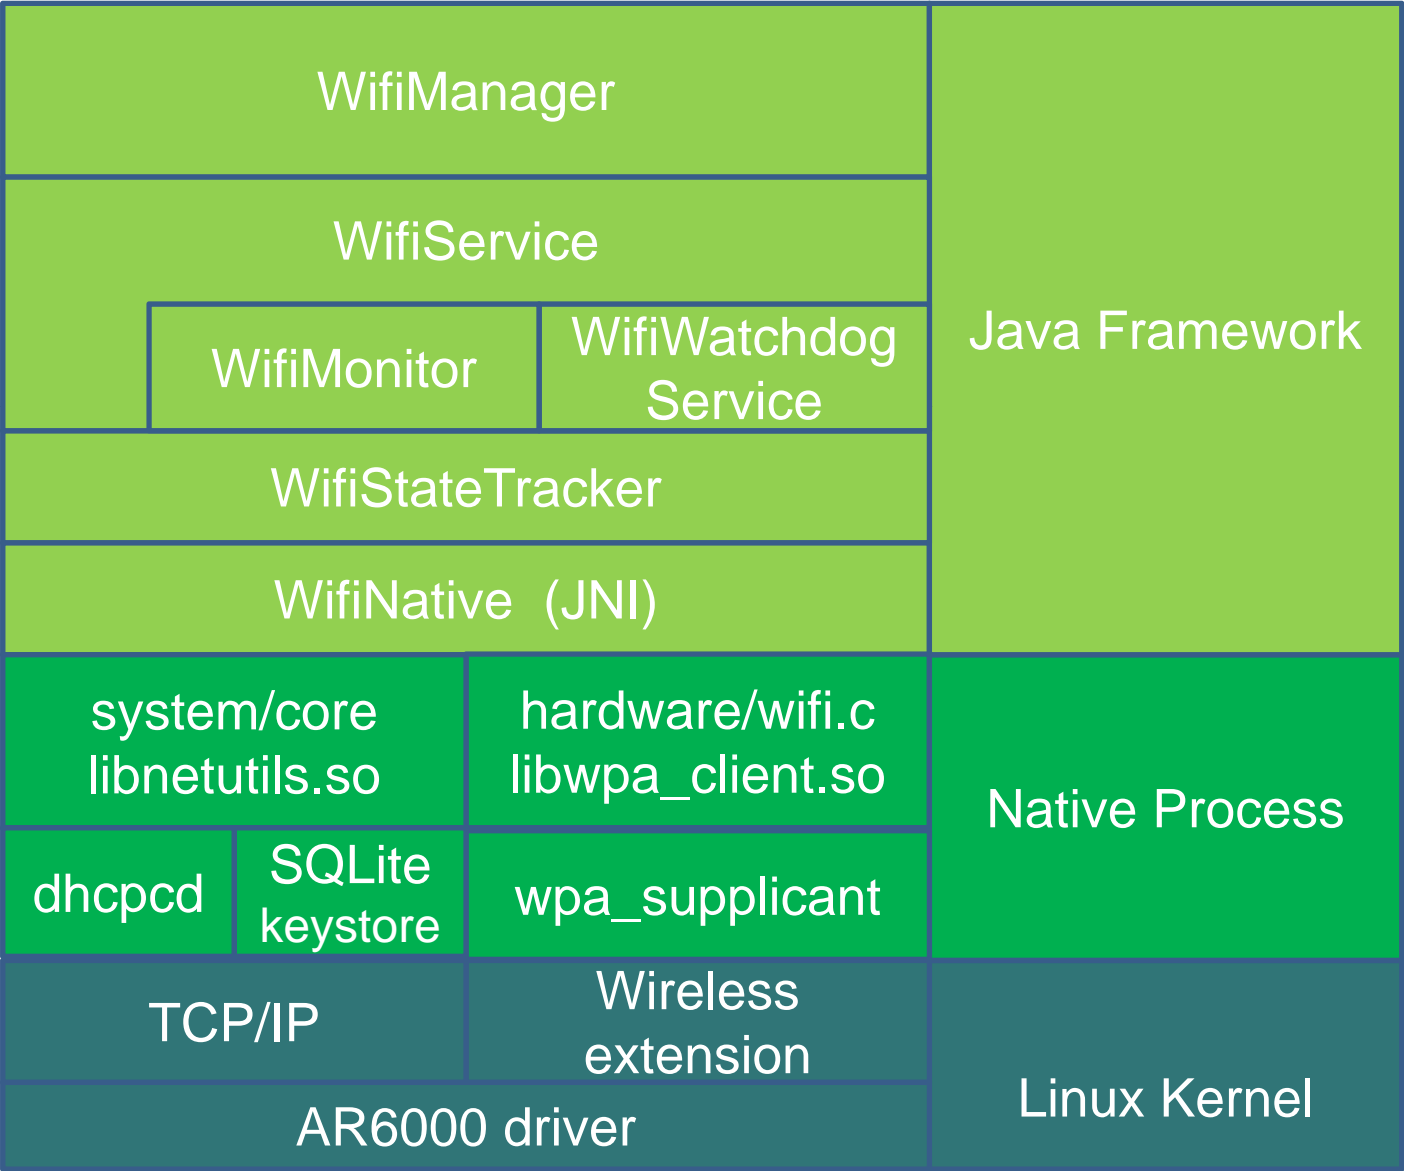 WifiManager
WifiService
WifiMonitor
WifiWatchdog
Service
Java Framework
WifiStateTracker
WifiNative  (JNI)
system/core
libnetutils.so
hardware/wifi.c
libwpa_client.so
Native Process
dhcpcd
SQLite
keystore
wpa_supplicant
TCP/IP
Wireless
extension
Linux Kernel
AR6000 driver